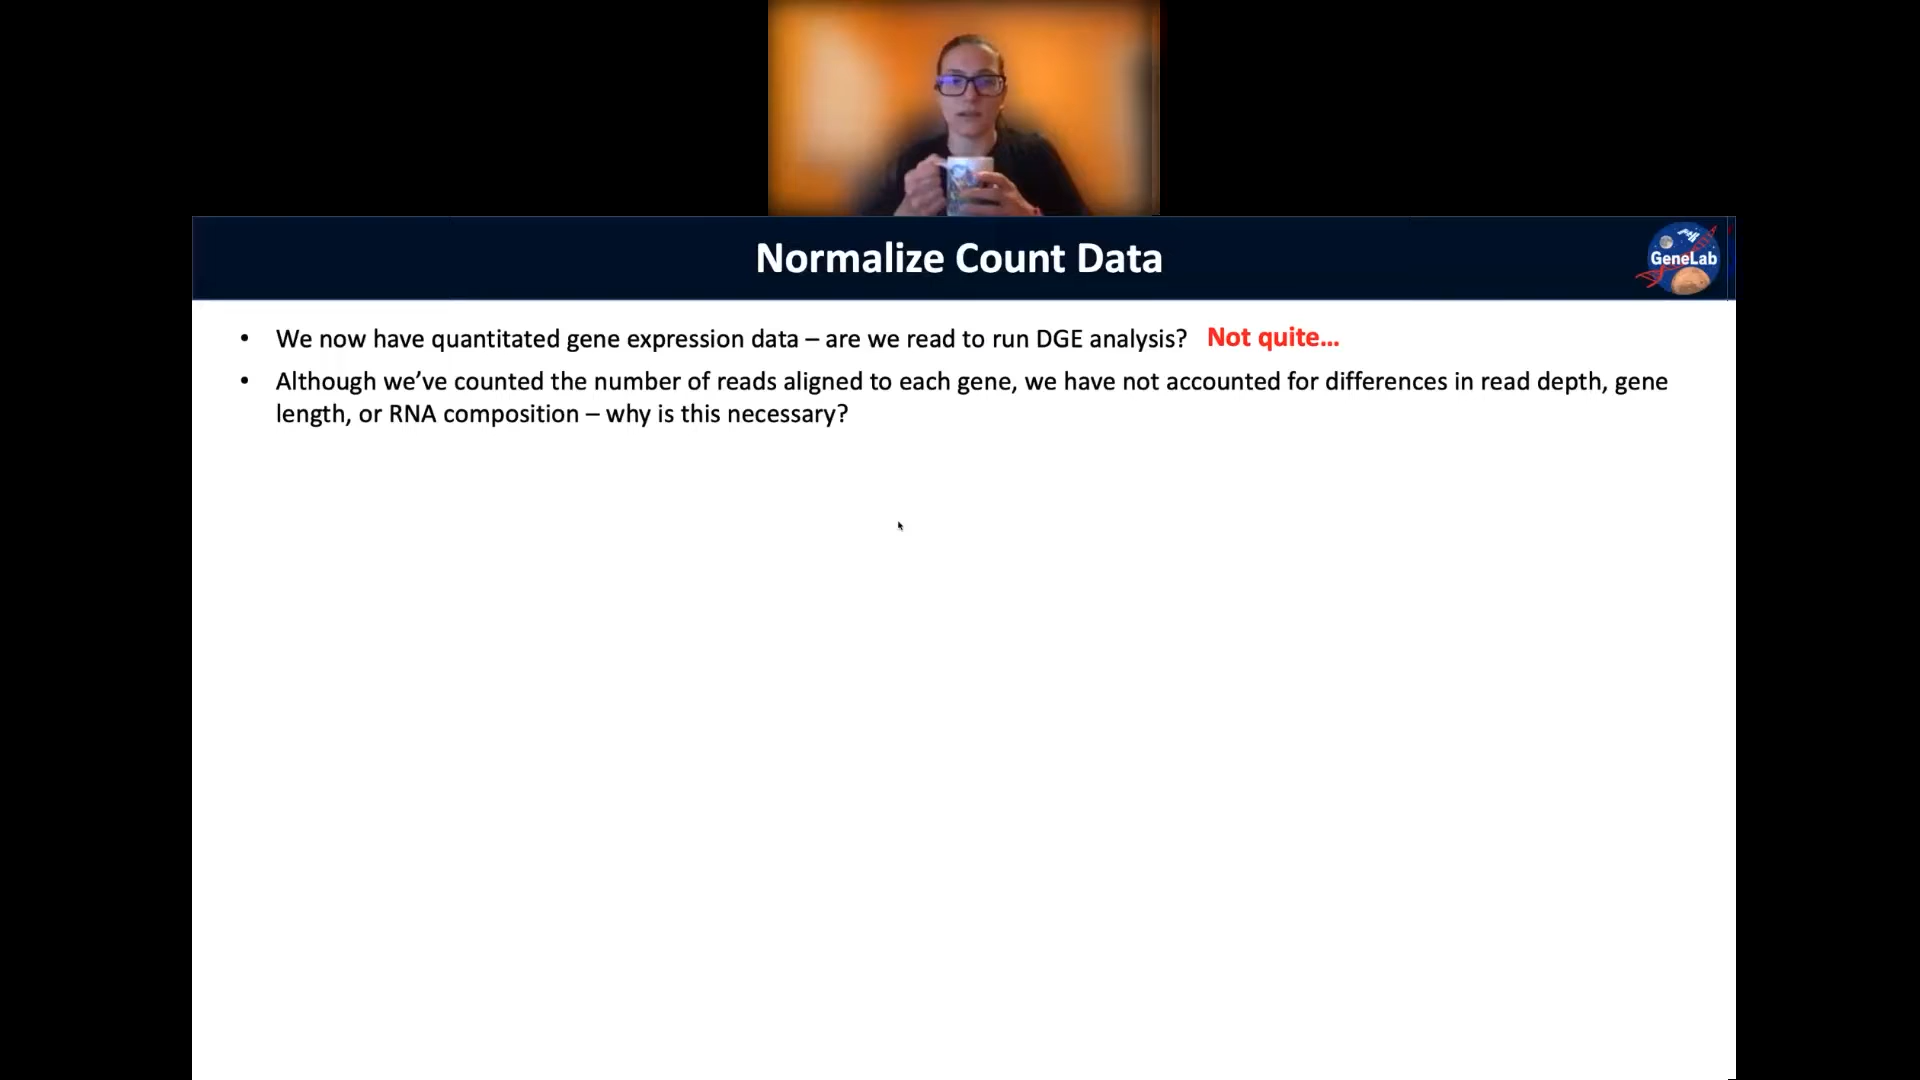 Normalize Count Data
GeneLab
• We now have quantitated gene expression data – are we read to run DGE analysis? Not quite...
• Although we’ve counted the number of reads aligned to each gene, we have not accounted for differences in read depth, gene
length, or RNA composition – why is this necessary?